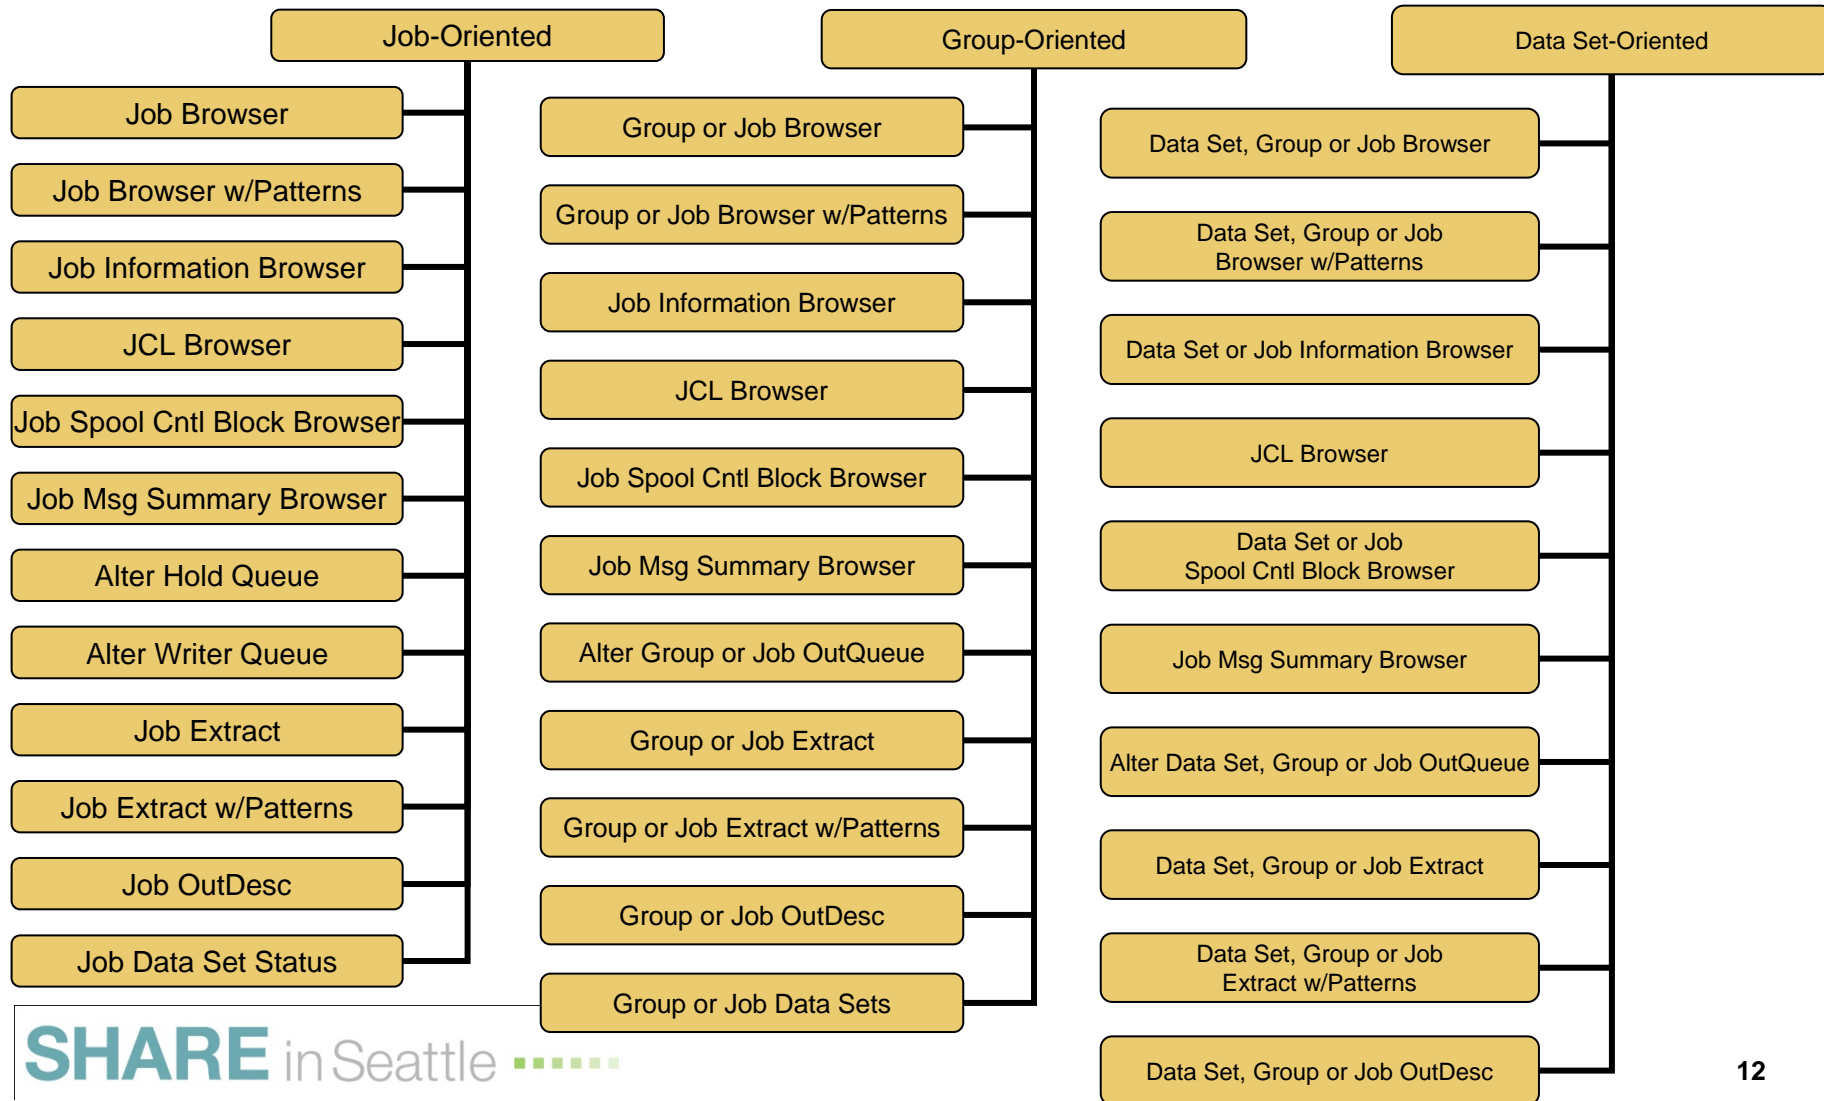 Job-Oriented
Job Browser
Job Browser w/Patterns
Job Information Browser
JCL Browser
Job Spool Cntl Block Browser
Job Msg Summary Browser
Alter Hold Queue
Alter Writer Queue
Job Extract
Job Extract w/Patterns
Job OutDesc
Job Data Set Status
Group-Oriented
Group or Job Browser
Group or Job Browser w/Patterns
Job Information Browser
JCL Browser
Job Spool Cntl Block Browser
Job Msg Summary Browser
Alter Group or Job OutQueue
Group or Job Extract
Group or Job Extract w/Patterns
Group or Job OutDesc
Group or Job Data Sets
Data Set-Oriented
Data Set, Group or Job Browser
Data Set, Group or Job
Browser w/Patterns
Data Set or Job Information Browser
JCL Browser
Data Set or Job
Spool Cntl Block Browser
Job Msg Summary Browser
Alter Data Set, Group or Job OutQueue
Data Set, Group or Job Extract
Data Set, Group or Job
Extract w/Patterns
Data Set, Group or Job OutDesc
SHARE in Seattle
12